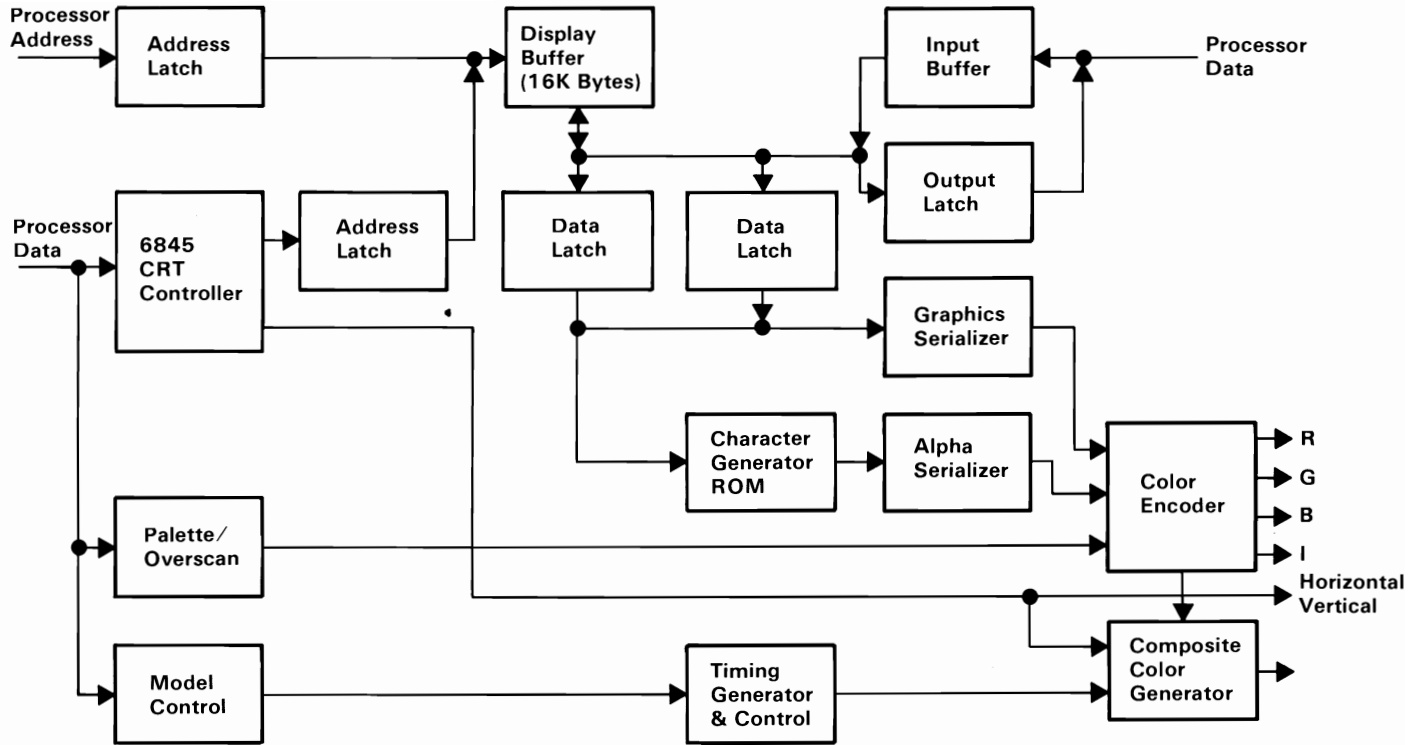 Processor
Address
Address
Latch
Display
Buffer
(16K Bytes)
Input
Buffer
Processor
Data
Output
Latch
Processor
Data
6845
CRT
Controller
Address
Latch
Data
Latch
Data
Latch
Graphics
Serializer
Character
Generator
ROM
Alpha
Serializer
Color
Encoder
R
G
B
I
Palette/
Overscan
Horizontal
Vertical
Model
Control
Timing
Generator
& Control
Composite
Color
Generator